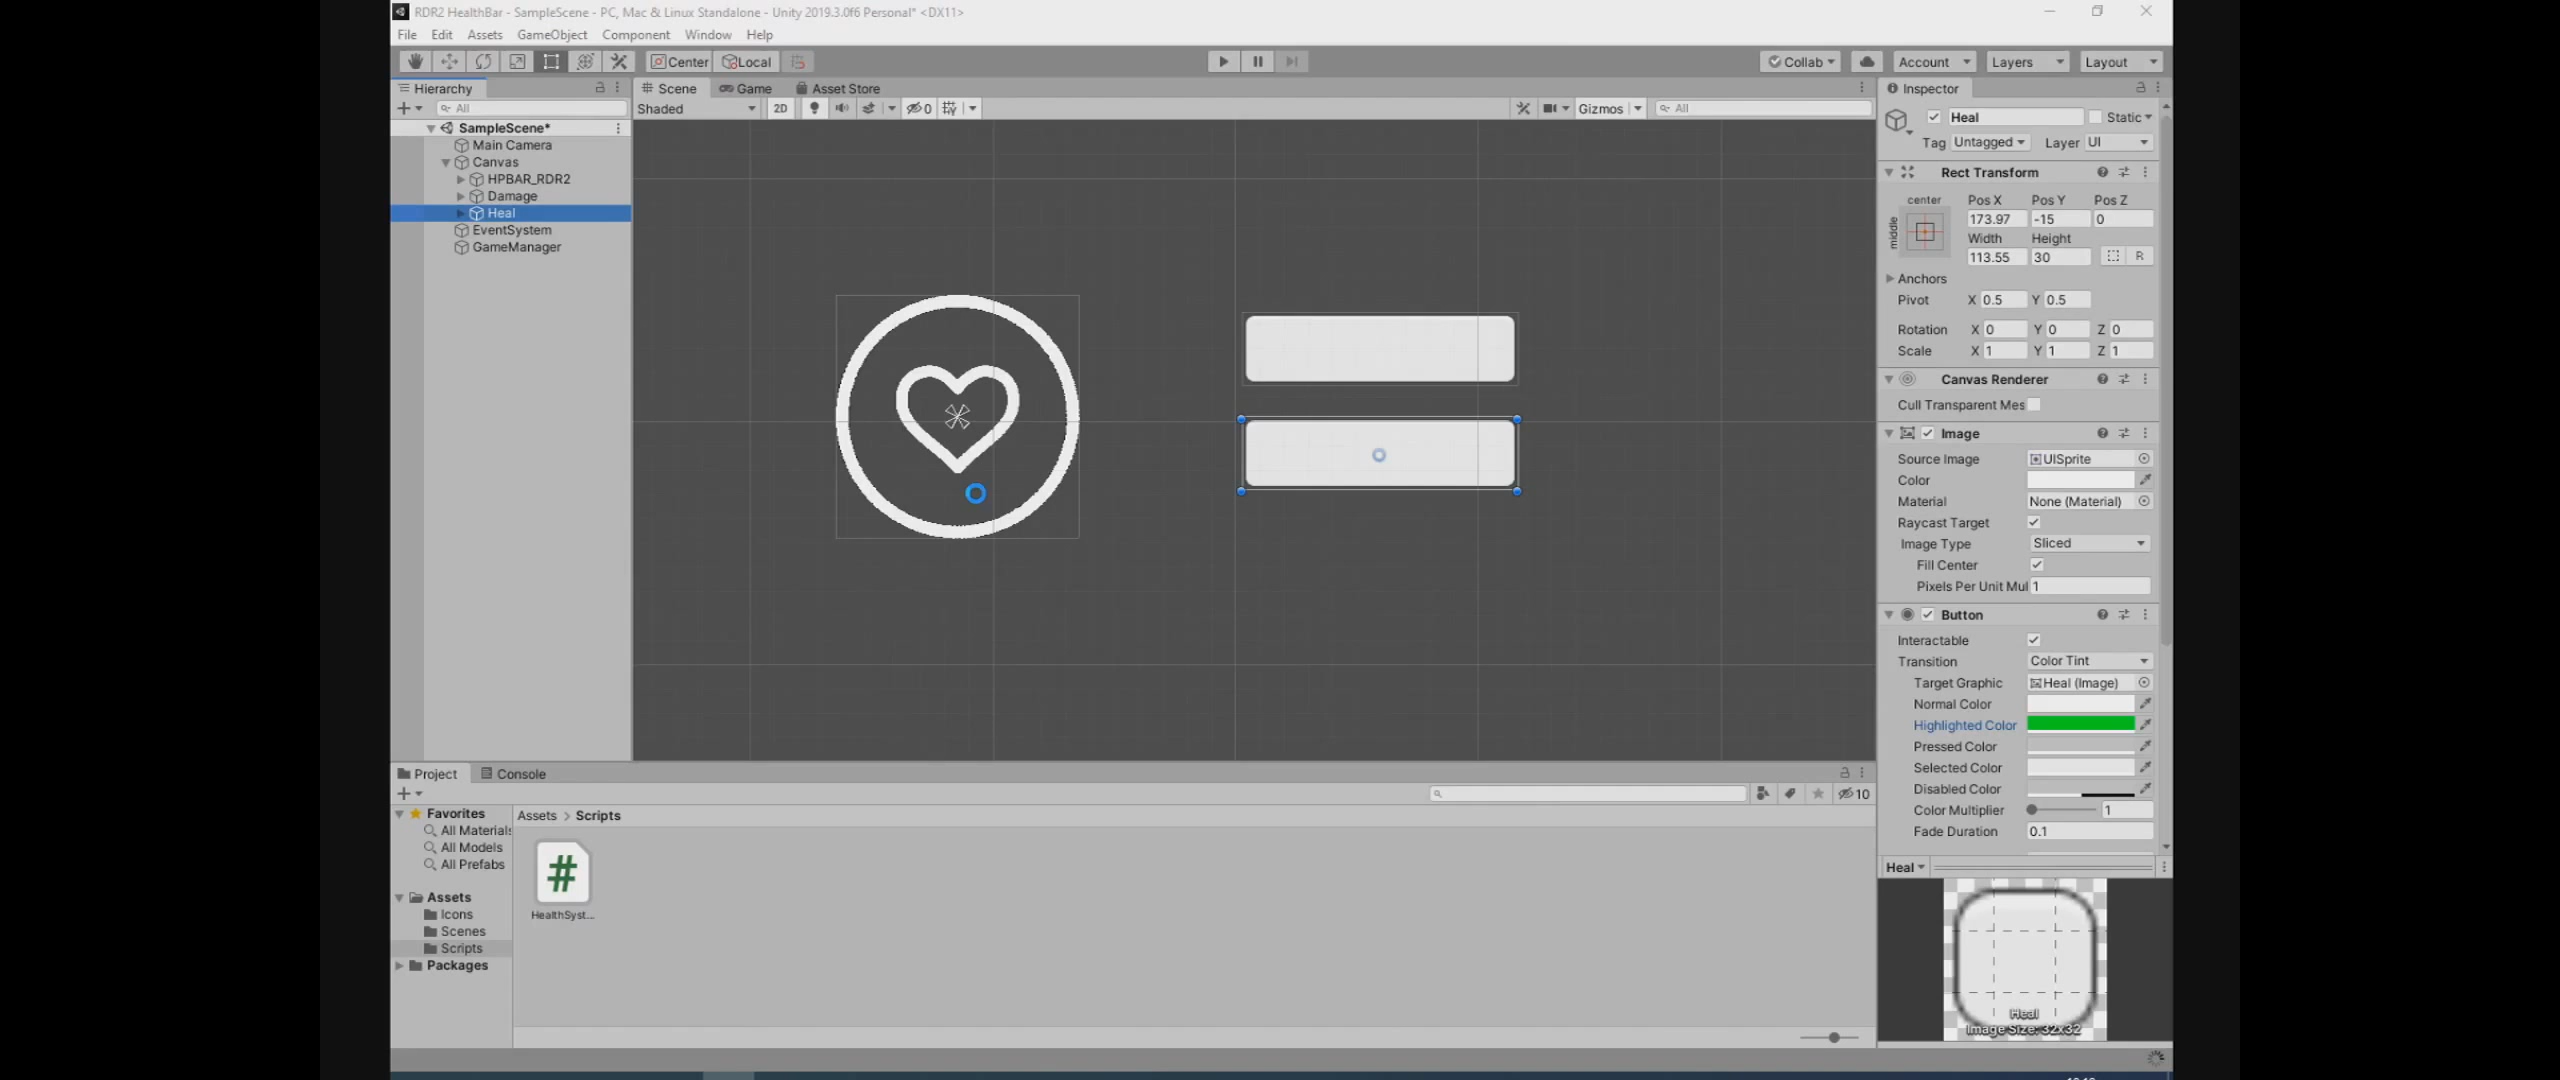 RDR2 HealthBar - SampleScene - PC, Mac & Linux Standalone - Unity 2019.3.0f6 Personal* <DX11>
File Edit Assets GameObject Component Window Help
Center Local Collab Account Layers Layout
Hierarchy
All
SampleScene*
Main Camera
Canvas
HPBAR_RDR2
Damage
Heal
EventSystem
GameManager
Scene Game Asset Store
Shaded 2D 0 Gizmos All
Inspector
Heal Static
Tag Untagged Layer UI
Rect Transform
center Pos X Pos Y Pos Z
173.97 -15 0
middle
Width Height
113.55 30 R
Anchors
Pivot X 0.5 Y 0.5
Rotation X 0 Y 0 Z 0
Scale X 1 Y 1 Z 1
Canvas Renderer
Cull Transparent Mes
Image
Source Image UISprite
Color
Material None (Material)
Raycast Target
Image Type Sliced
Fill Center
Pixels Per Unit Mul 1
Button
Interactable
Transition Color Tint
Target Graphic Heal (Image)
Normal Color
Highlighted Color
Pressed Color
Selected Color
Disabled Color
Color Multiplier 1
Fade Duration 0.1
Heal
Heal
Image Size: 32x32
Project Console
10
Favorites
All Materials
All Models
All Prefabs
Assets
Icons
Scenes
Scripts
Packages
Assets > Scripts
#
HealthSyst...